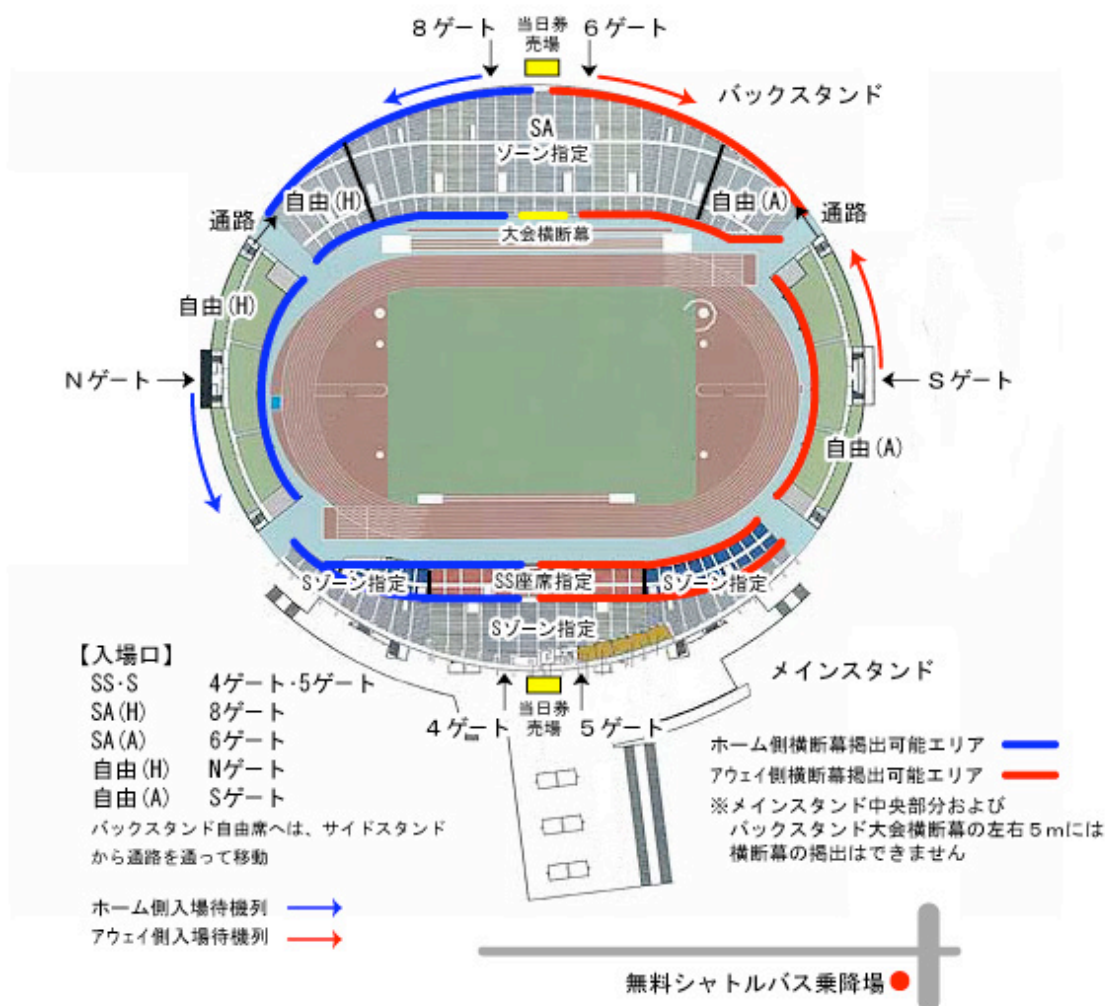 8ゲート
当日券
売場
6ゲート
バックスタンド
SA
ゾーン指定
自由(H)
自由(A)
通路
通路
大会横断幕
自由(H)
Nゲート
Sゲート
自由(A)
Sゾーン指定
SS座席指定
Sゾーン指定
Sゾーン指定
メインスタンド
4ゲート
当日券
売場
5ゲート
【入場口】
SS・S 4ゲート・5ゲート
SA(H) 8ゲート
SA(A) 6ゲート
自由(H) Nゲート
自由(A) Sゲート
バックスタンド自由席へは、サイドスタンド
から通路を通って移動
ホーム側入場待機列
アウェイ側入場待機列
ホーム側横断幕掲出可能エリア
アウェイ側横断幕掲出可能エリア
※メインスタンド中央部分および
バックスタンド大会横断幕の左右5mには
横断幕の掲出はできません
無料シャトルバス乗降場